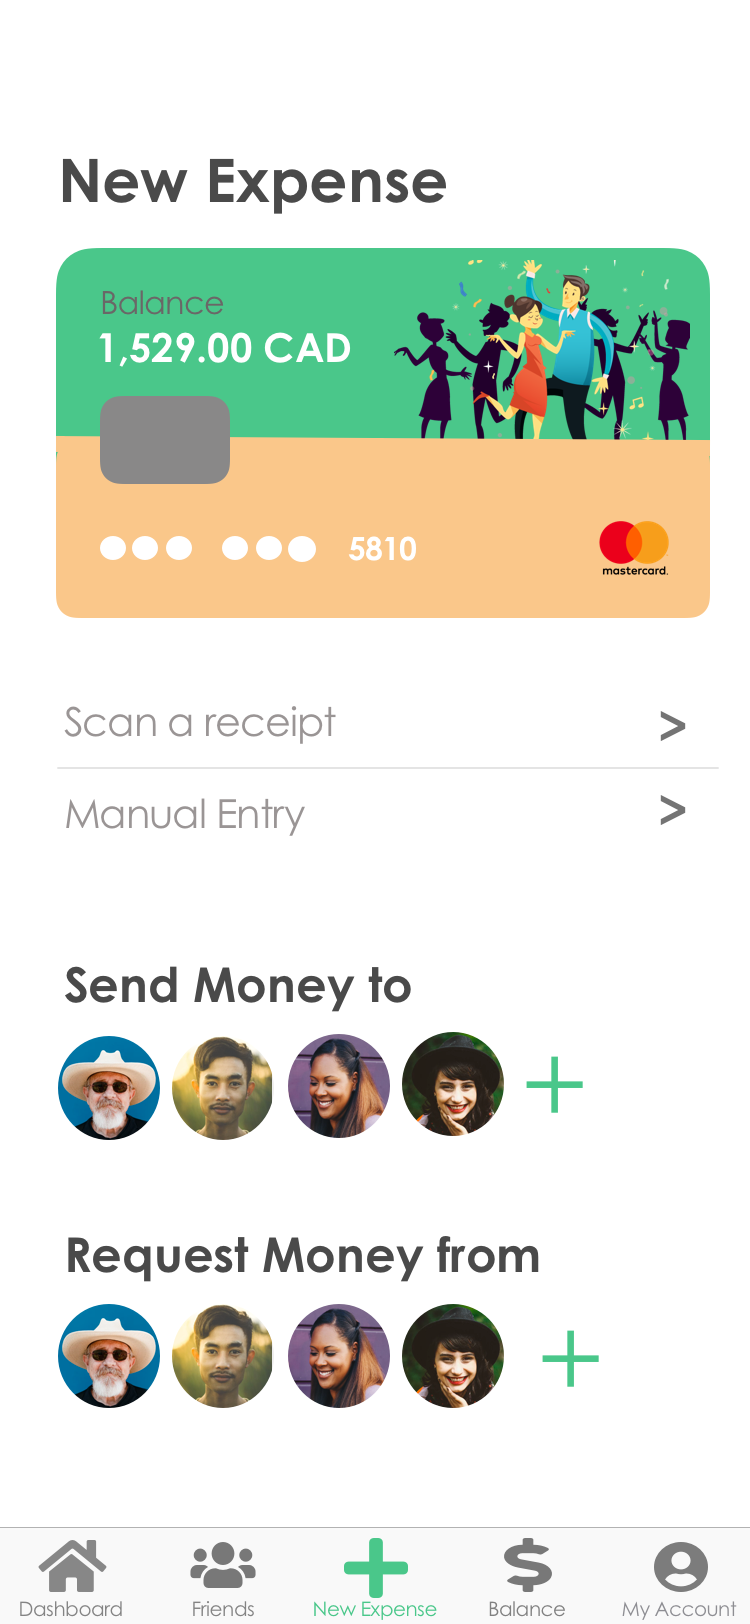 New Expense
Balance
1,529.00 CAD
5810
mastercard.
Scan a receipt >
Manual Entry >
Send Money to
Request Money from
Dashboard Friends New Expense Balance My Account